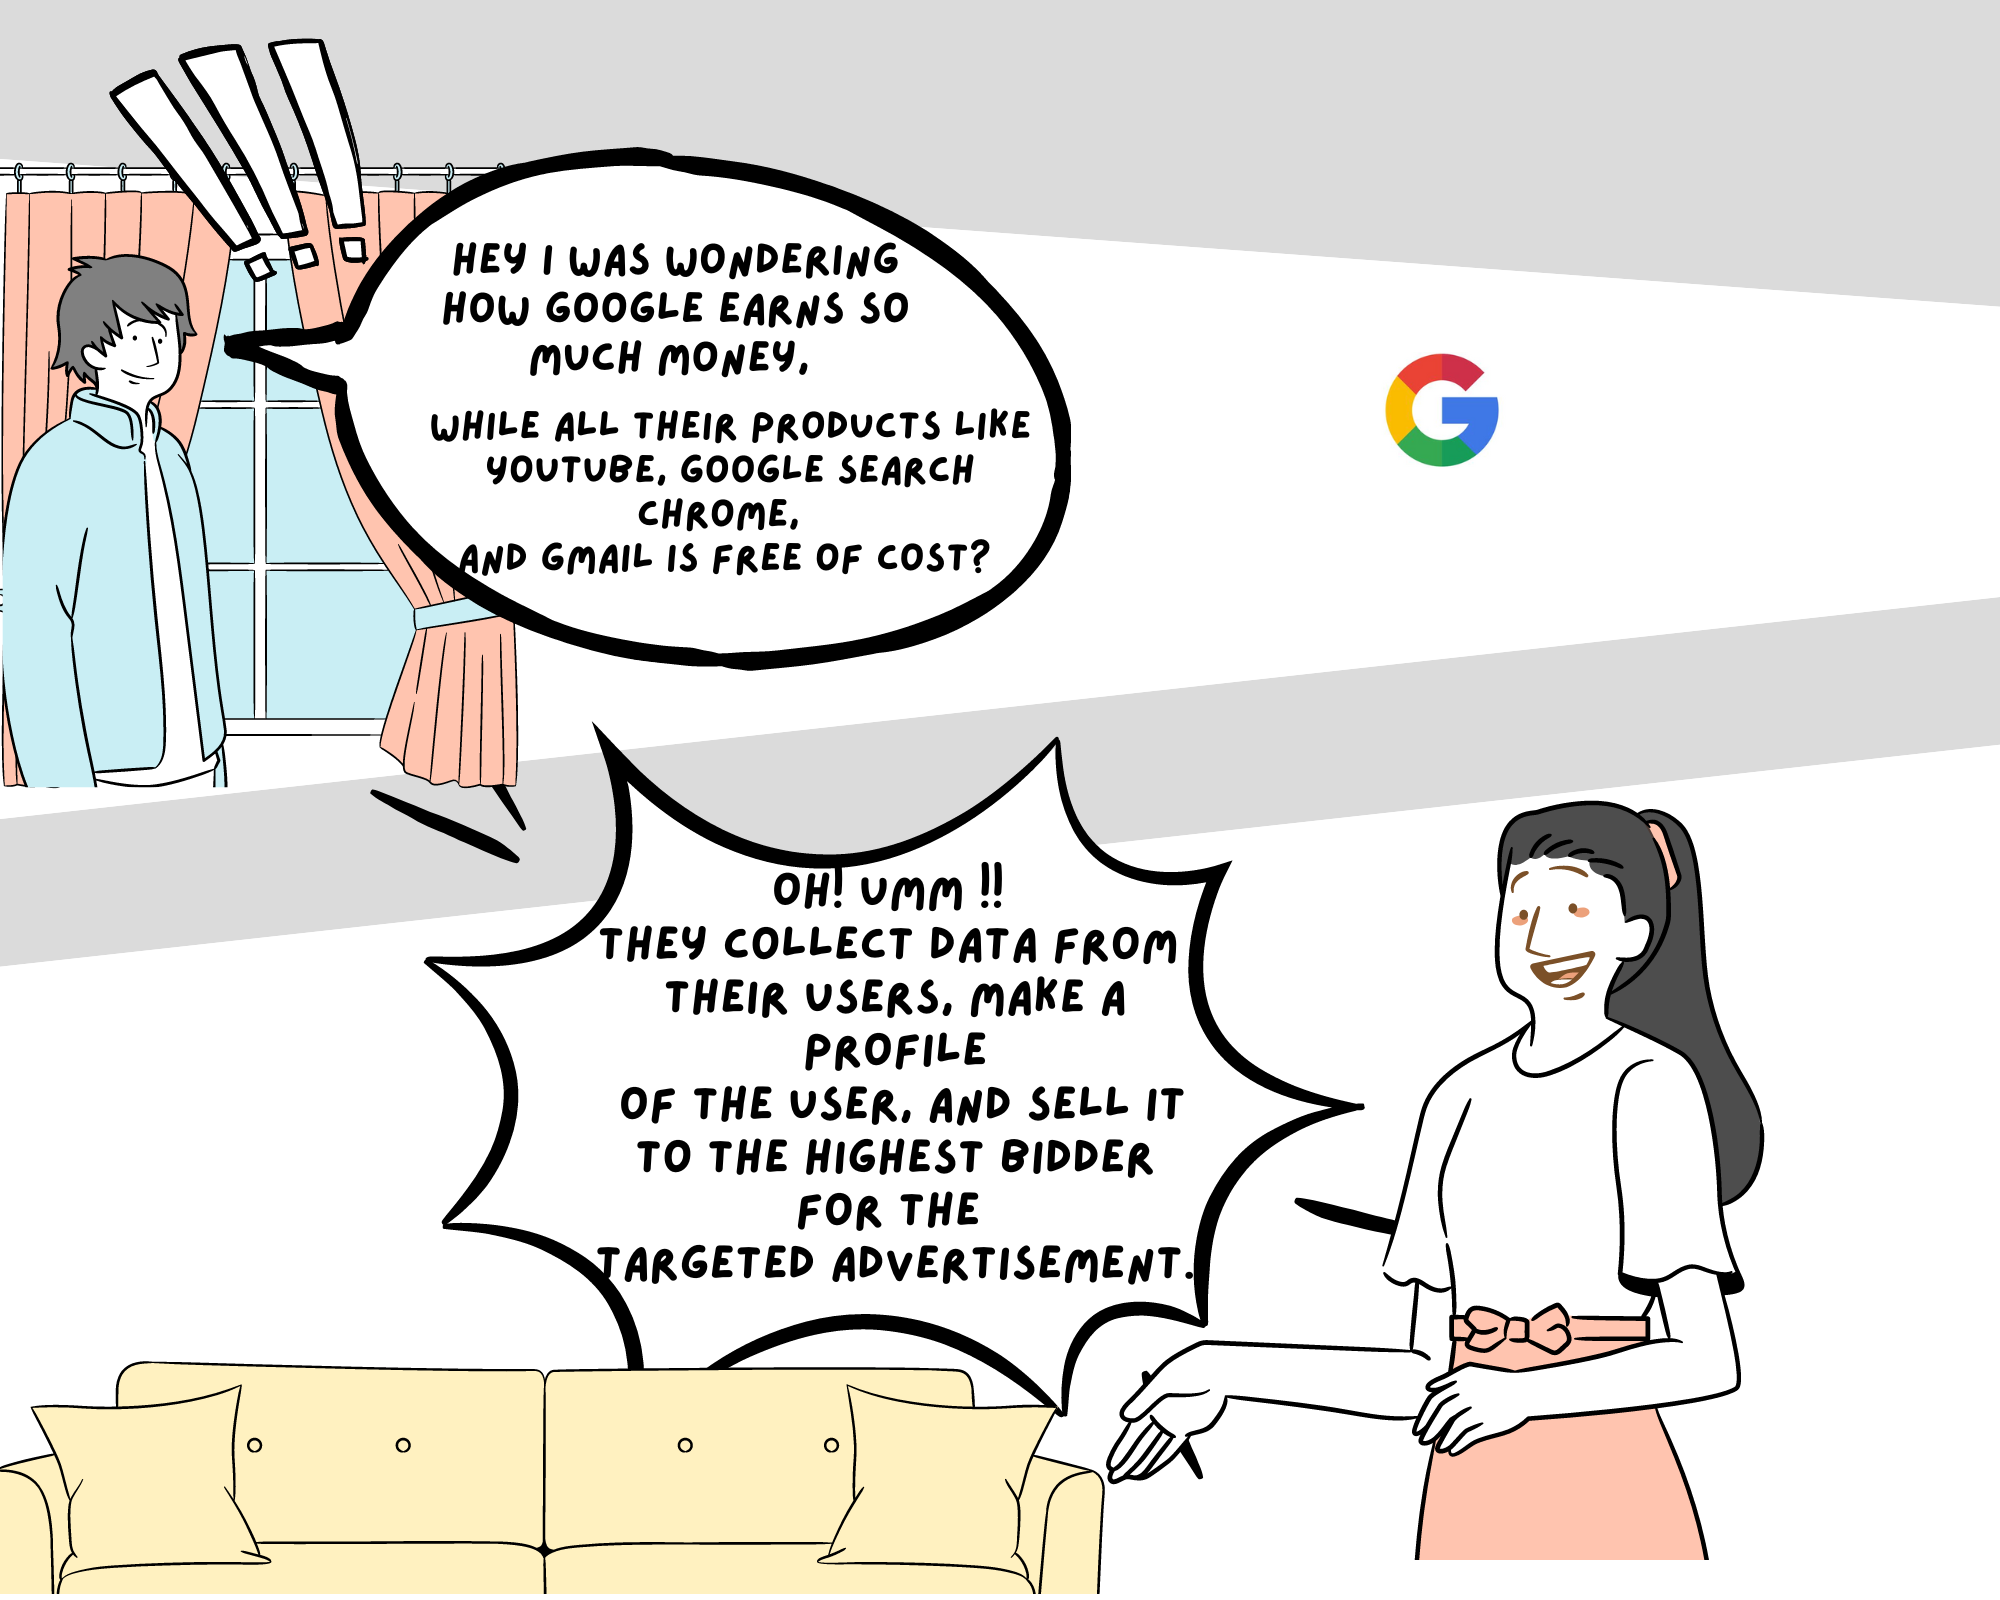 HEY I WAS WONDERING
HOW GOOGLE EARNS SO
MUCH MONEY,
WHILE ALL THEIR PRODUCTS LIKE
YOUTUBE, GOOGLE SEARCH
CHROME,
AND GMAIL IS FREE OF COST?
OH! UMM !!
THEY COLLECT DATA FROM
THEIR USERS, MAKE A
PROFILE
OF THE USER, AND SELL IT
TO THE HIGHEST BIDDER
FOR THE
TARGETED ADVERTISEMENT.